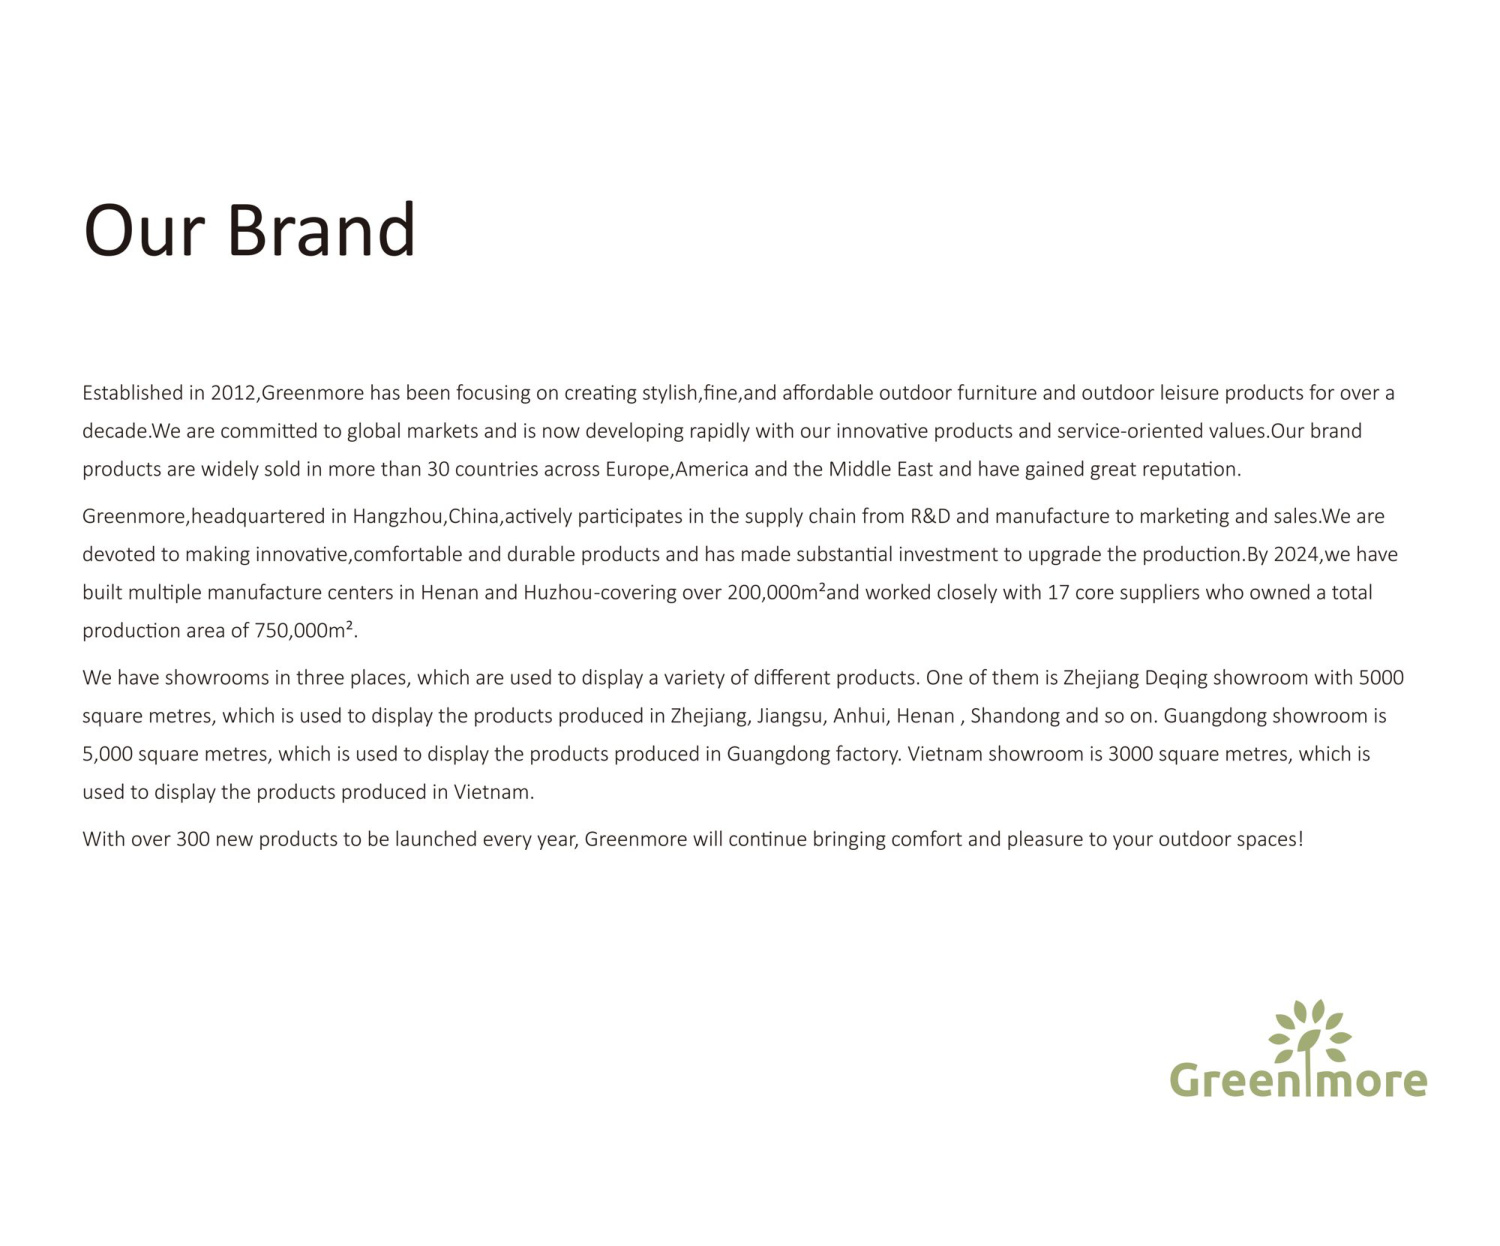 Our Brand
Established in 2012,Greenmore has been focusing on creating stylish,fine,and affordable outdoor furniture and outdoor leisure products for over a
decade.We are committed to global markets and is now developing rapidly with our innovative products and service-oriented values.Our brand
products are widely sold in more than 30 countries across Europe,America and the Middle East and have gained great reputation.
Greenmore,headquartered in Hangzhou,China,actively participates in the supply chain from R&D and manufacture to marketing and sales.We are
devoted to making innovative,comfortable and durable products and has made substantial investment to upgrade the production.By 2024,we have
built multiple manufacture centers in Henan and Huzhou-covering over 200,000m²and worked closely with 17 core suppliers who owned a total
production area of 750,000m².
We have showrooms in three places, which are used to display a variety of different products. One of them is Zhejiang Deqing showroom with 5000
square metres, which is used to display the products produced in Zhejiang, Jiangsu, Anhui, Henan , Shandong and so on. Guangdong showroom is
5,000 square metres, which is used to display the products produced in Guangdong factory. Vietnam showroom is 3000 square metres, which is
used to display the products produced in Vietnam.
With over 300 new products to be launched every year, Greenmore will continue bringing comfort and pleasure to your outdoor spaces!
Greenmore